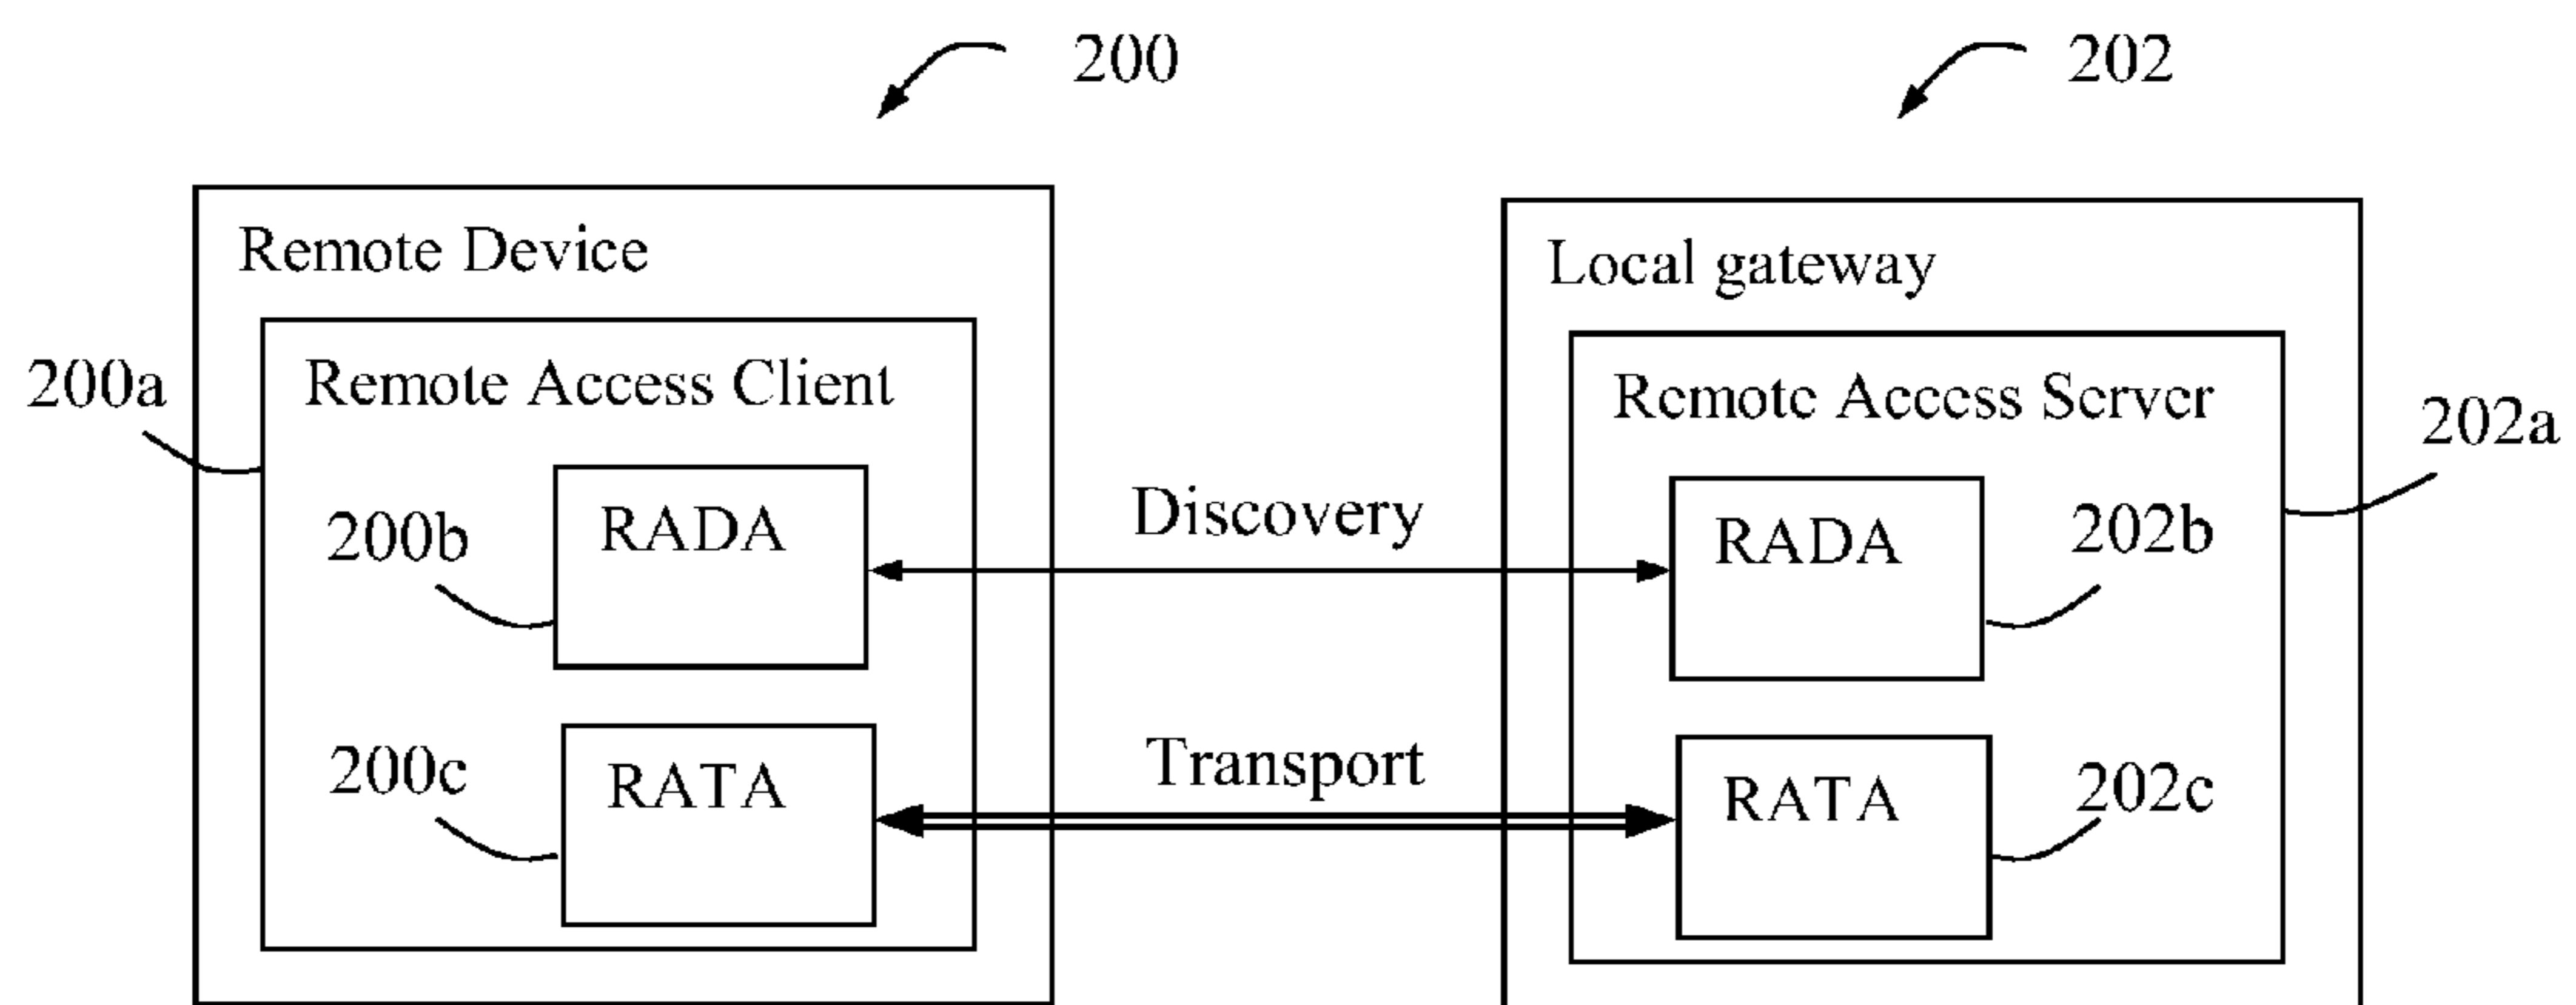 200
202
Remote Device
Local gateway
200a
Remote Access Client
Remote Access Server
202a
200b
RADA
Discovery
RADA
202b
200c
RATA
Transport
RATA
202c